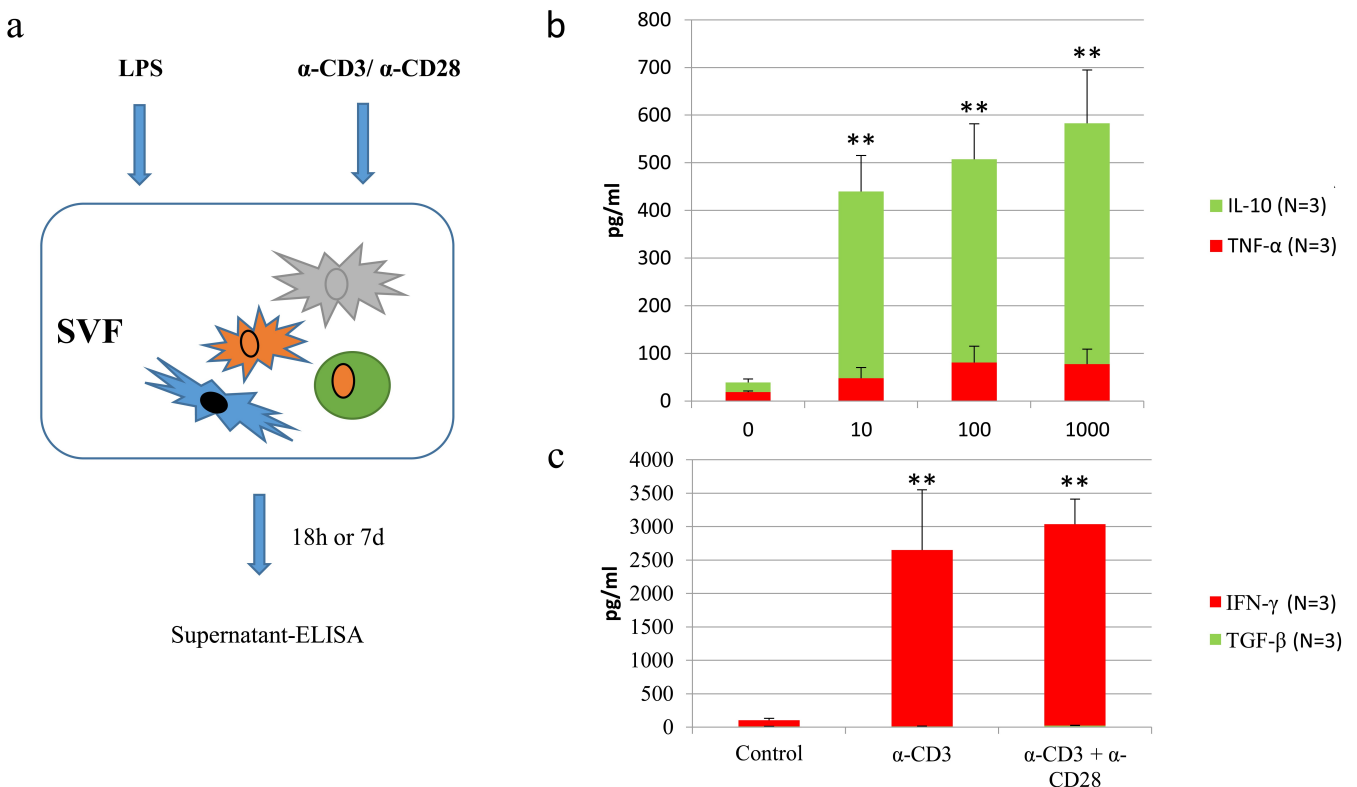 a
LPS
α-CD3/ α-CD28
SVF
18h or 7d
Supernatant-ELISA
b
800
700
600
500
400
300
200
100
0
pg/ml
**
**
**
0
10
100
1000
IL-10 (N=3)
TNF-α (N=3)
c
4000
3500
3000
2500
2000
1500
1000
500
0
pg/ml
**
**
Control
α-CD3
α-CD3 + α-
CD28
IFN-γ (N=3)
TGF-β (N=3)